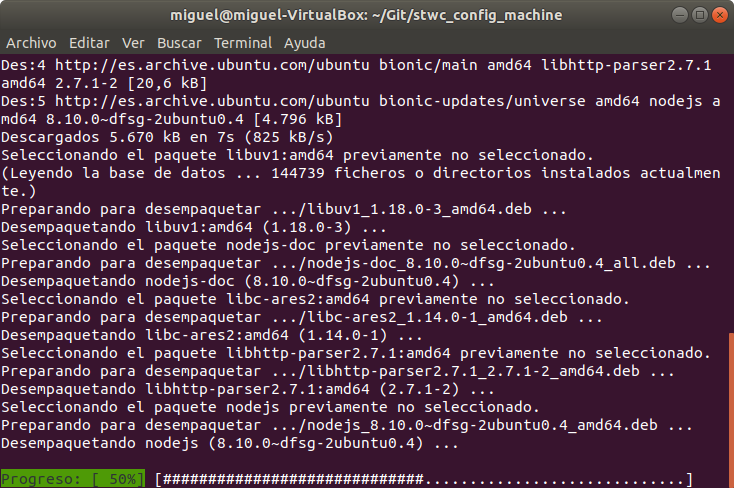 miguel@miguel-VirtualBox: ~/Git/stwc_config_machine
Archivo Editar Ver Buscar Terminal Ayuda
Des:4 http://es.archive.ubuntu.com/ubuntu bionic/main amd64 libhttp-parser2.7.1
amd64 2.7.1-2 [20,6 kB]
Des:5 http://es.archive.ubuntu.com/ubuntu bionic-updates/universe amd64 nodejs a
md64 8.10.0~dfsg-2ubuntu0.4 [4.796 kB]
Descargados 5.670 kB en 7s (825 kB/s)
Seleccionando el paquete libuv1:amd64 previamente no seleccionado.
(Leyendo la base de datos ... 144739 ficheros o directorios instalados actualmen
te.)
Preparando para desempaquetar .../libuv1_1.18.0-3_amd64.deb ...
Desempaquetando libuv1:amd64 (1.18.0-3) ...
Seleccionando el paquete nodejs-doc previamente no seleccionado.
Preparando para desempaquetar .../nodejs-doc_8.10.0~dfsg-2ubuntu0.4_all.deb ...
Desempaquetando nodejs-doc (8.10.0~dfsg-2ubuntu0.4) ...
Seleccionando el paquete libc-ares2:amd64 previamente no seleccionado.
Preparando para desempaquetar .../libc-ares2_1.14.0-1_amd64.deb ...
Desempaquetando libc-ares2:amd64 (1.14.0-1) ...
Seleccionando el paquete libhttp-parser2.7.1:amd64 previamente no seleccionado.
Preparando para desempaquetar .../libhttp-parser2.7.1_2.7.1-2_amd64.deb ...
Desempaquetando libhttp-parser2.7.1:amd64 (2.7.1-2) ...
Seleccionando el paquete nodejs previamente no seleccionado.
Preparando para desempaquetar .../nodejs_8.10.0~dfsg-2ubuntu0.4_amd64.deb ...
Desempaquetando nodejs (8.10.0~dfsg-2ubuntu0.4) ...
Progreso: [ 50%] [#############################.............................]